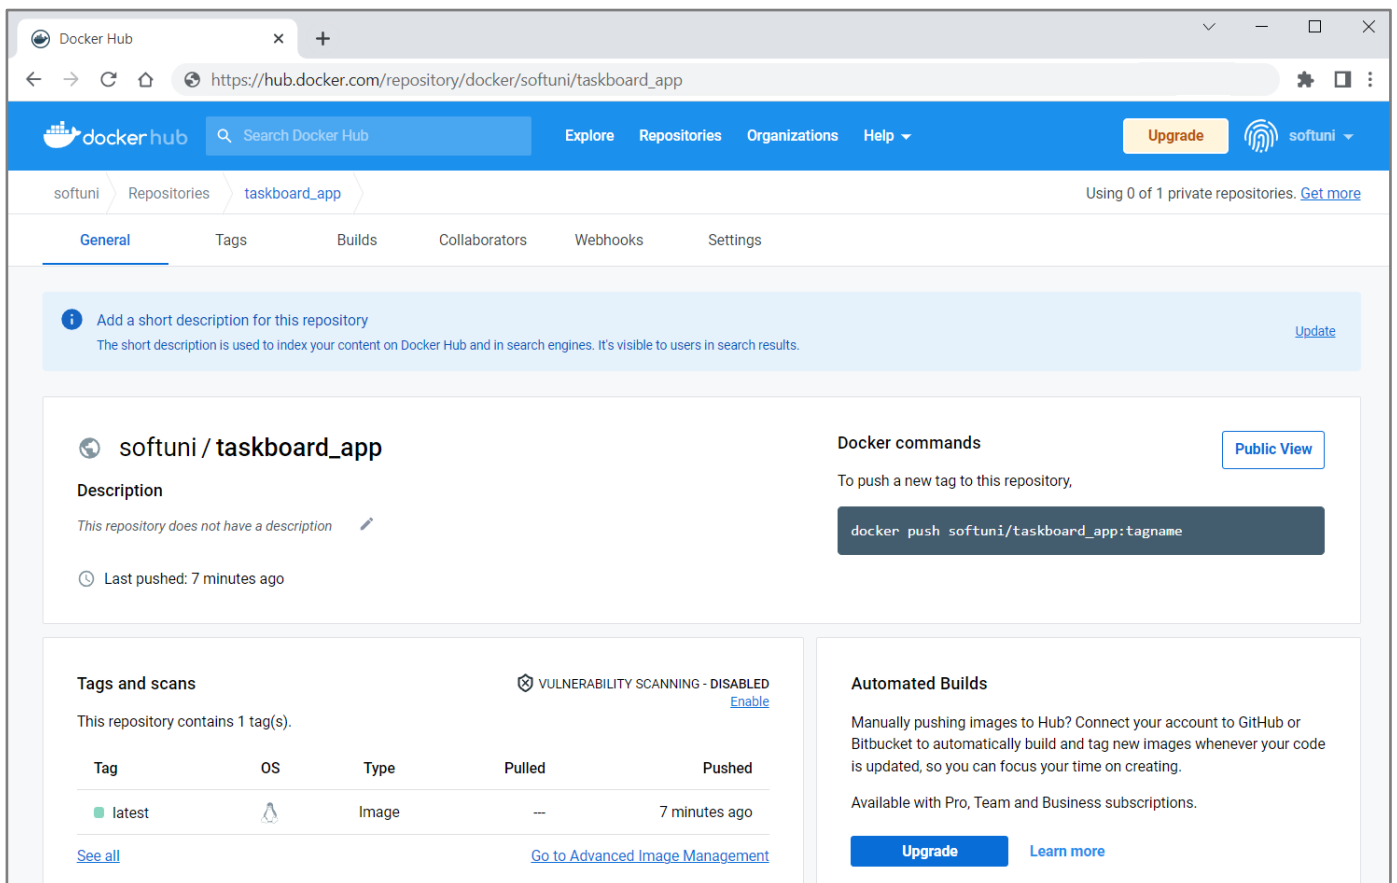 Docker Hub
https://hub.docker.com/repository/docker/softuni/taskboard_app
docker hub Search Docker Hub Explore Repositories Organizations Help Upgrade softuni
softuni Repositories taskboard_app Using 0 of 1 private repositories. Get more
General Tags Builds Collaborators Webhooks Settings
Add a short description for this repository
The short description is used to index your content on Docker Hub and in search engines. It's visible to users in search results.
Update
softuni / taskboard_app
Description
This repository does not have a description
Last pushed: 7 minutes ago
Docker commands
Public View
To push a new tag to this repository,
docker push softuni/taskboard_app:tagname
Tags and scans
VULNERABILITY SCANNING - DISABLED
Enable
This repository contains 1 tag(s).
Tag OS Type Pulled Pushed
latest Image --- 7 minutes ago
See all Go to Advanced Image Management
Automated Builds
Manually pushing images to Hub? Connect your account to GitHub or
Bitbucket to automatically build and tag new images whenever your code
is updated, so you can focus your time on creating.
Available with Pro, Team and Business subscriptions.
Upgrade Learn more